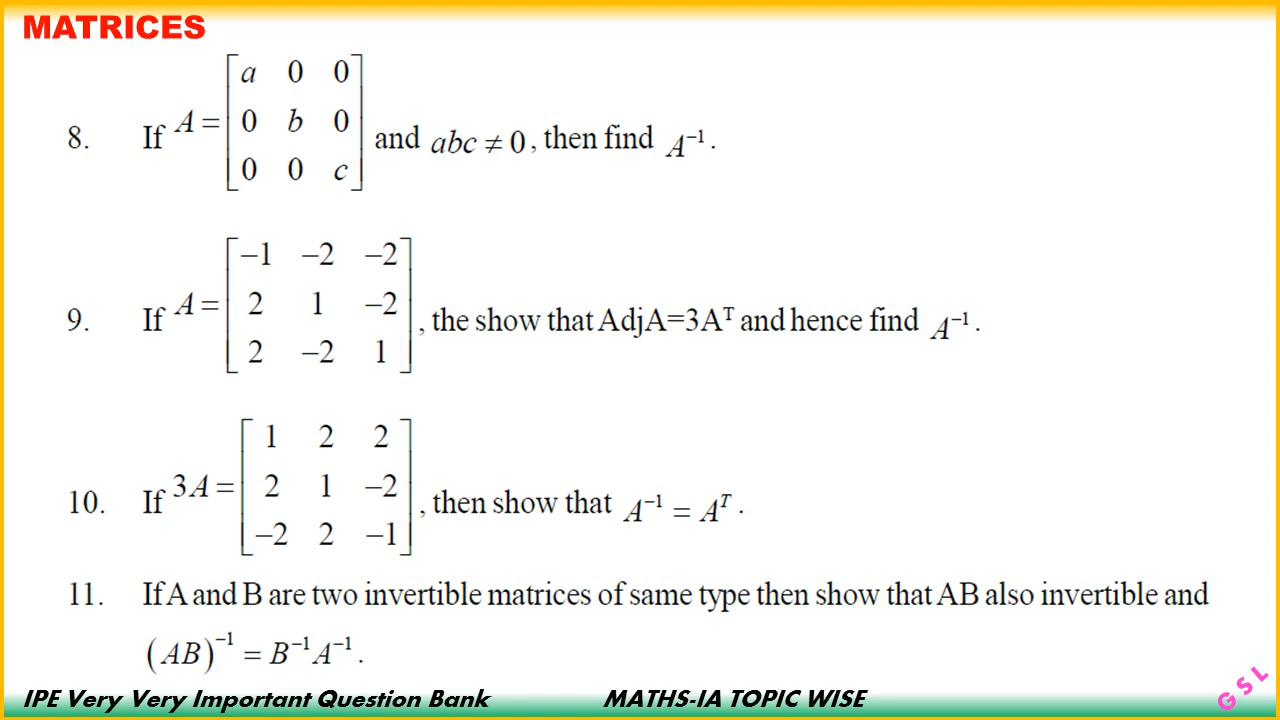 MATRICES
8. If A = [a 0 0
0 b 0
0 0 c] and abc ≠ 0, then find A⁻¹.
9. If A = [−1 −2 −2
2 1 −2
2 −2 1], the show that AdjA=3Aᵀ and hence find A⁻¹.
10. If 3A = [1 2 2
2 1 −2
−2 2 −1], then show that A⁻¹ = Aᵀ.
11. If A and B are two invertible matrices of same type then show that AB also invertible and
(AB)⁻¹ = B⁻¹A⁻¹.
IPE Very Very Important Question Bank MATHS-IA TOPIC WISE
GSL